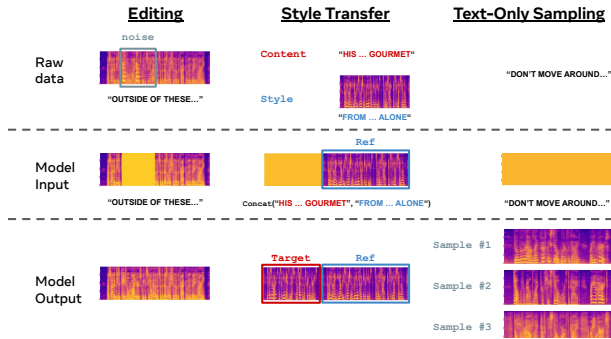 Editing Style Transfer Text-Only Sampling
noise
Raw
data
Content
Style
“HIS ... GOURMET“
“FROM ... ALONE”
“OUTSIDE OF THESE…”
“DON’T MOVE AROUND…”
Model
Input
Ref
“OUTSIDE OF THESE…”
Concat(“HIS ... GOURMET”, “FROM ... ALONE”)
“DON’T MOVE AROUND…”
Model
Output
Target
Ref
Sample #1
Sample #2
Sample #3